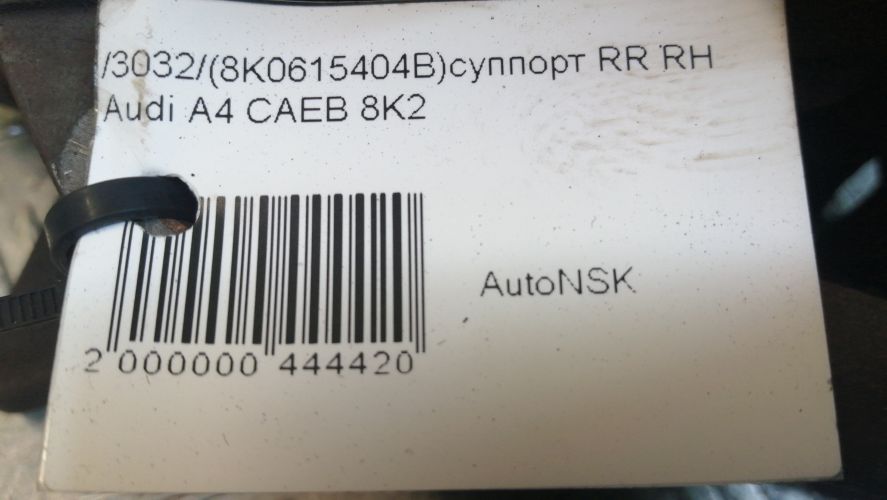 /3032/(8K0615404B)суппорт RR RH
Audi A4 CAEB 8K2
AutoNSK
2 000000 444420